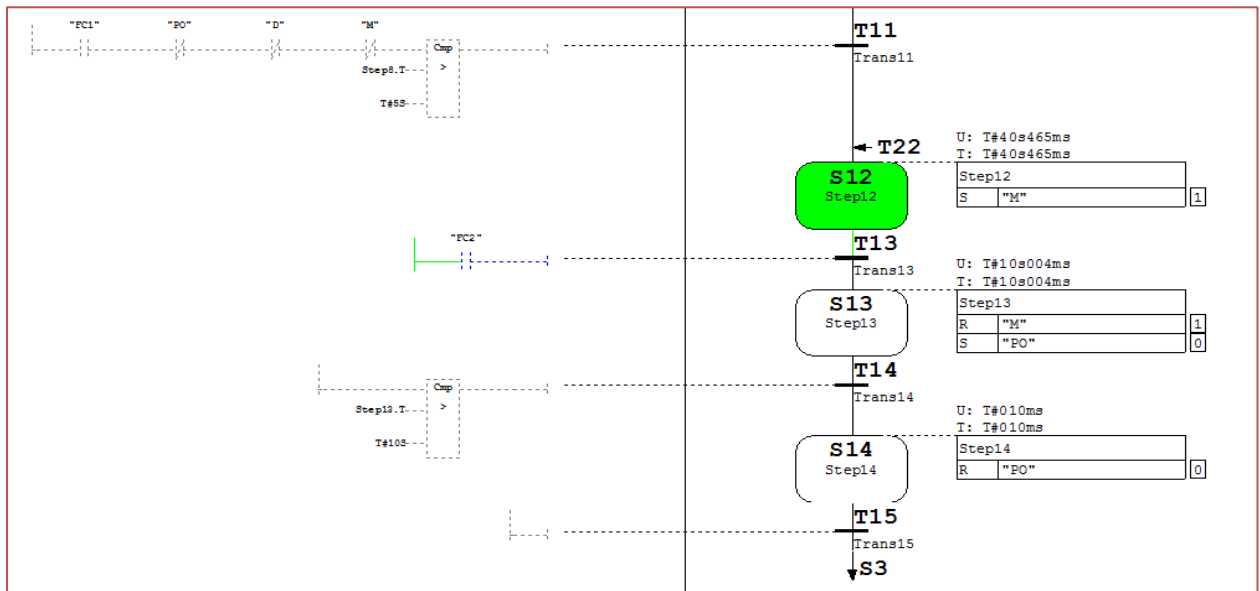 "FC1" "PO" "D" "M"
Cmp
>
Step8.T
T#5S
T11
Trans11
T22
U: T#40s465ms
T: T#40s465ms
S12
Step12
Step12
S "M" 1
"FC2"
T13
Trans13
U: T#10s004ms
T: T#10s004ms
S13
Step13
Step13
R "M" 1
S "PO" 0
Cmp
>
Step13.T
T#10S
T14
Trans14
U: T#010ms
T: T#010ms
S14
Step14
Step14
R "PO" 0
T15
Trans15
S3